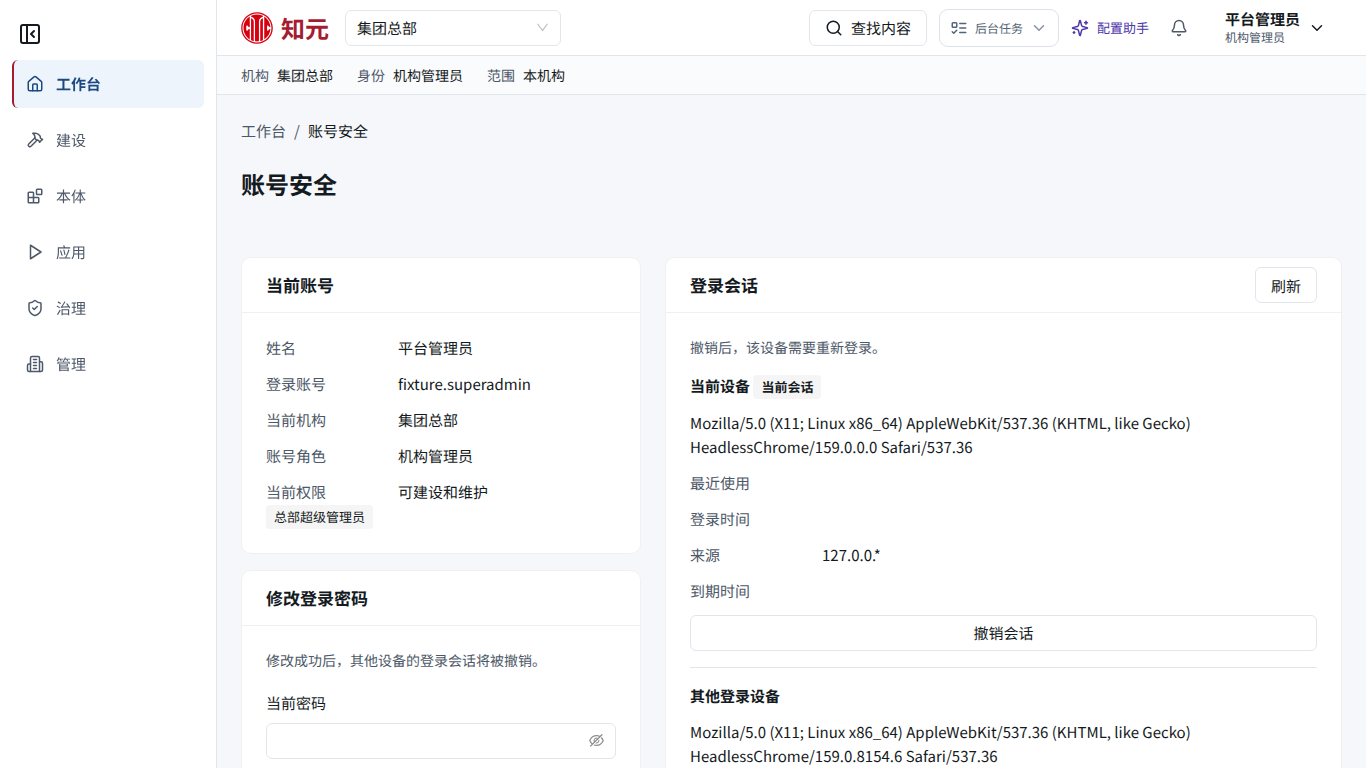 知元
集团总部
查找内容
后台任务
配置助手
平台管理员
机构管理员
工作台
建设
本体
应用
治理
管理
机构 集团总部 身份 机构管理员 范围 本机构
工作台 / 账号安全
账号安全
当前账号
姓名 平台管理员
登录账号 fixture.superadmin
当前机构 集团总部
账号角色 机构管理员
当前权限 可建设和维护
总部超级管理员
修改登录密码
修改成功后，其他设备的登录会话将被撤销。
当前密码
登录会话
刷新
撤销后，该设备需要重新登录。
当前设备 当前会话
Mozilla/5.0 (X11; Linux x86_64) AppleWebKit/537.36 (KHTML, like Gecko)
HeadlessChrome/159.0.0.0 Safari/537.36
最近使用
登录时间
来源 127.0.0.*
到期时间
撤销会话
其他登录设备
Mozilla/5.0 (X11; Linux x86_64) AppleWebKit/537.36 (KHTML, like Gecko)
HeadlessChrome/159.0.8154.6 Safari/537.36